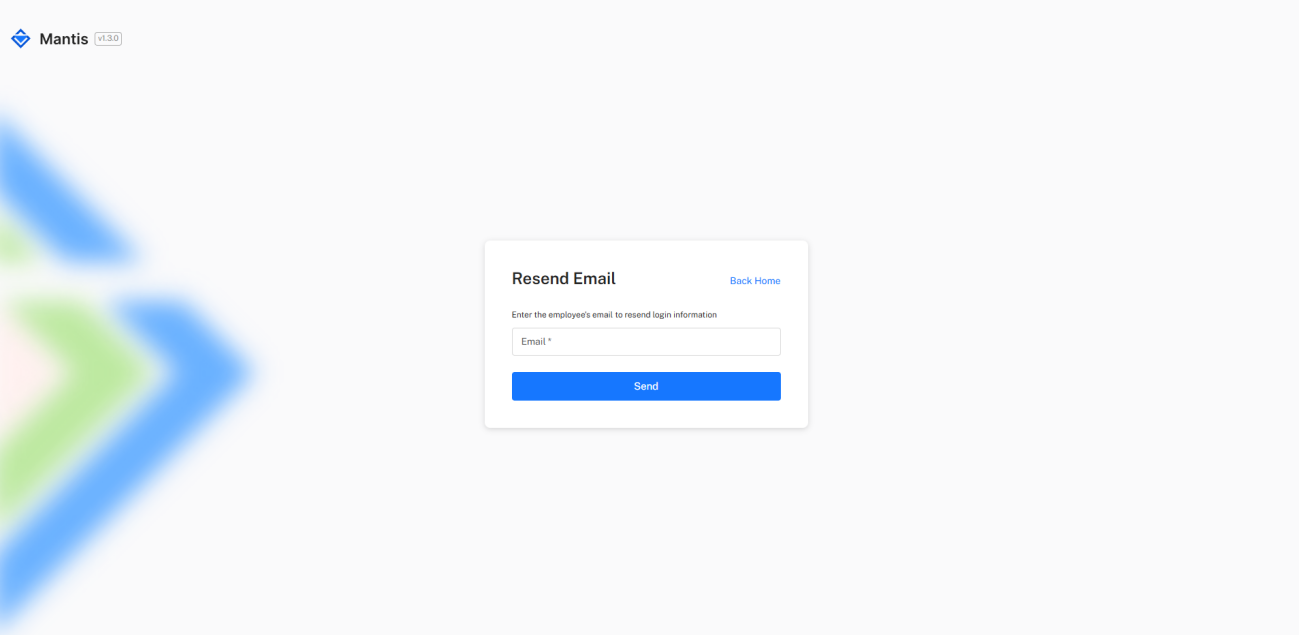 Mantis v1.3.0
Resend Email
Back Home
Enter the employee's email to resend login information
Email *
Send